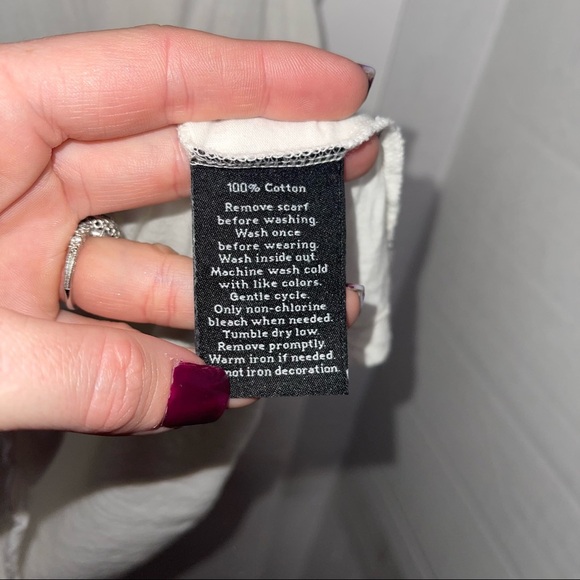 100% Cotton
Remove scarf
before washing.
Wash once
before wearing.
Wash inside out.
Machine wash cold
with like colors.
Gentle cycle.
Only non-chlorine
bleach when needed.
Tumble dry low.
Remove promptly.
Warm iron if needed.
not iron decoration.